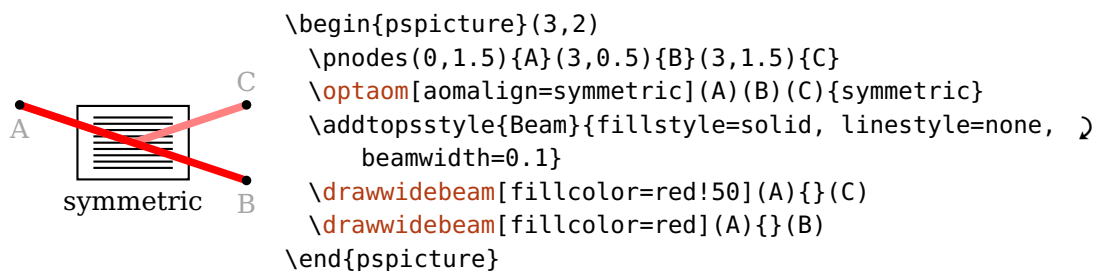 A
C
B
symmetric
\begin{pspicture}(3,2)
  \pnodes(0,1.5){A}(3,0.5){B}(3,1.5){C}
  \optaom[aomalign=symmetric](A)(B)(C){symmetric}
  \addtopsstyle{Beam}{fillstyle=solid, linestyle=none,
      beamwidth=0.1}
  \drawwidebeam[fillcolor=red!50](A){}(C)
  \drawwidebeam[fillcolor=red](A){}(B)
\end{pspicture}